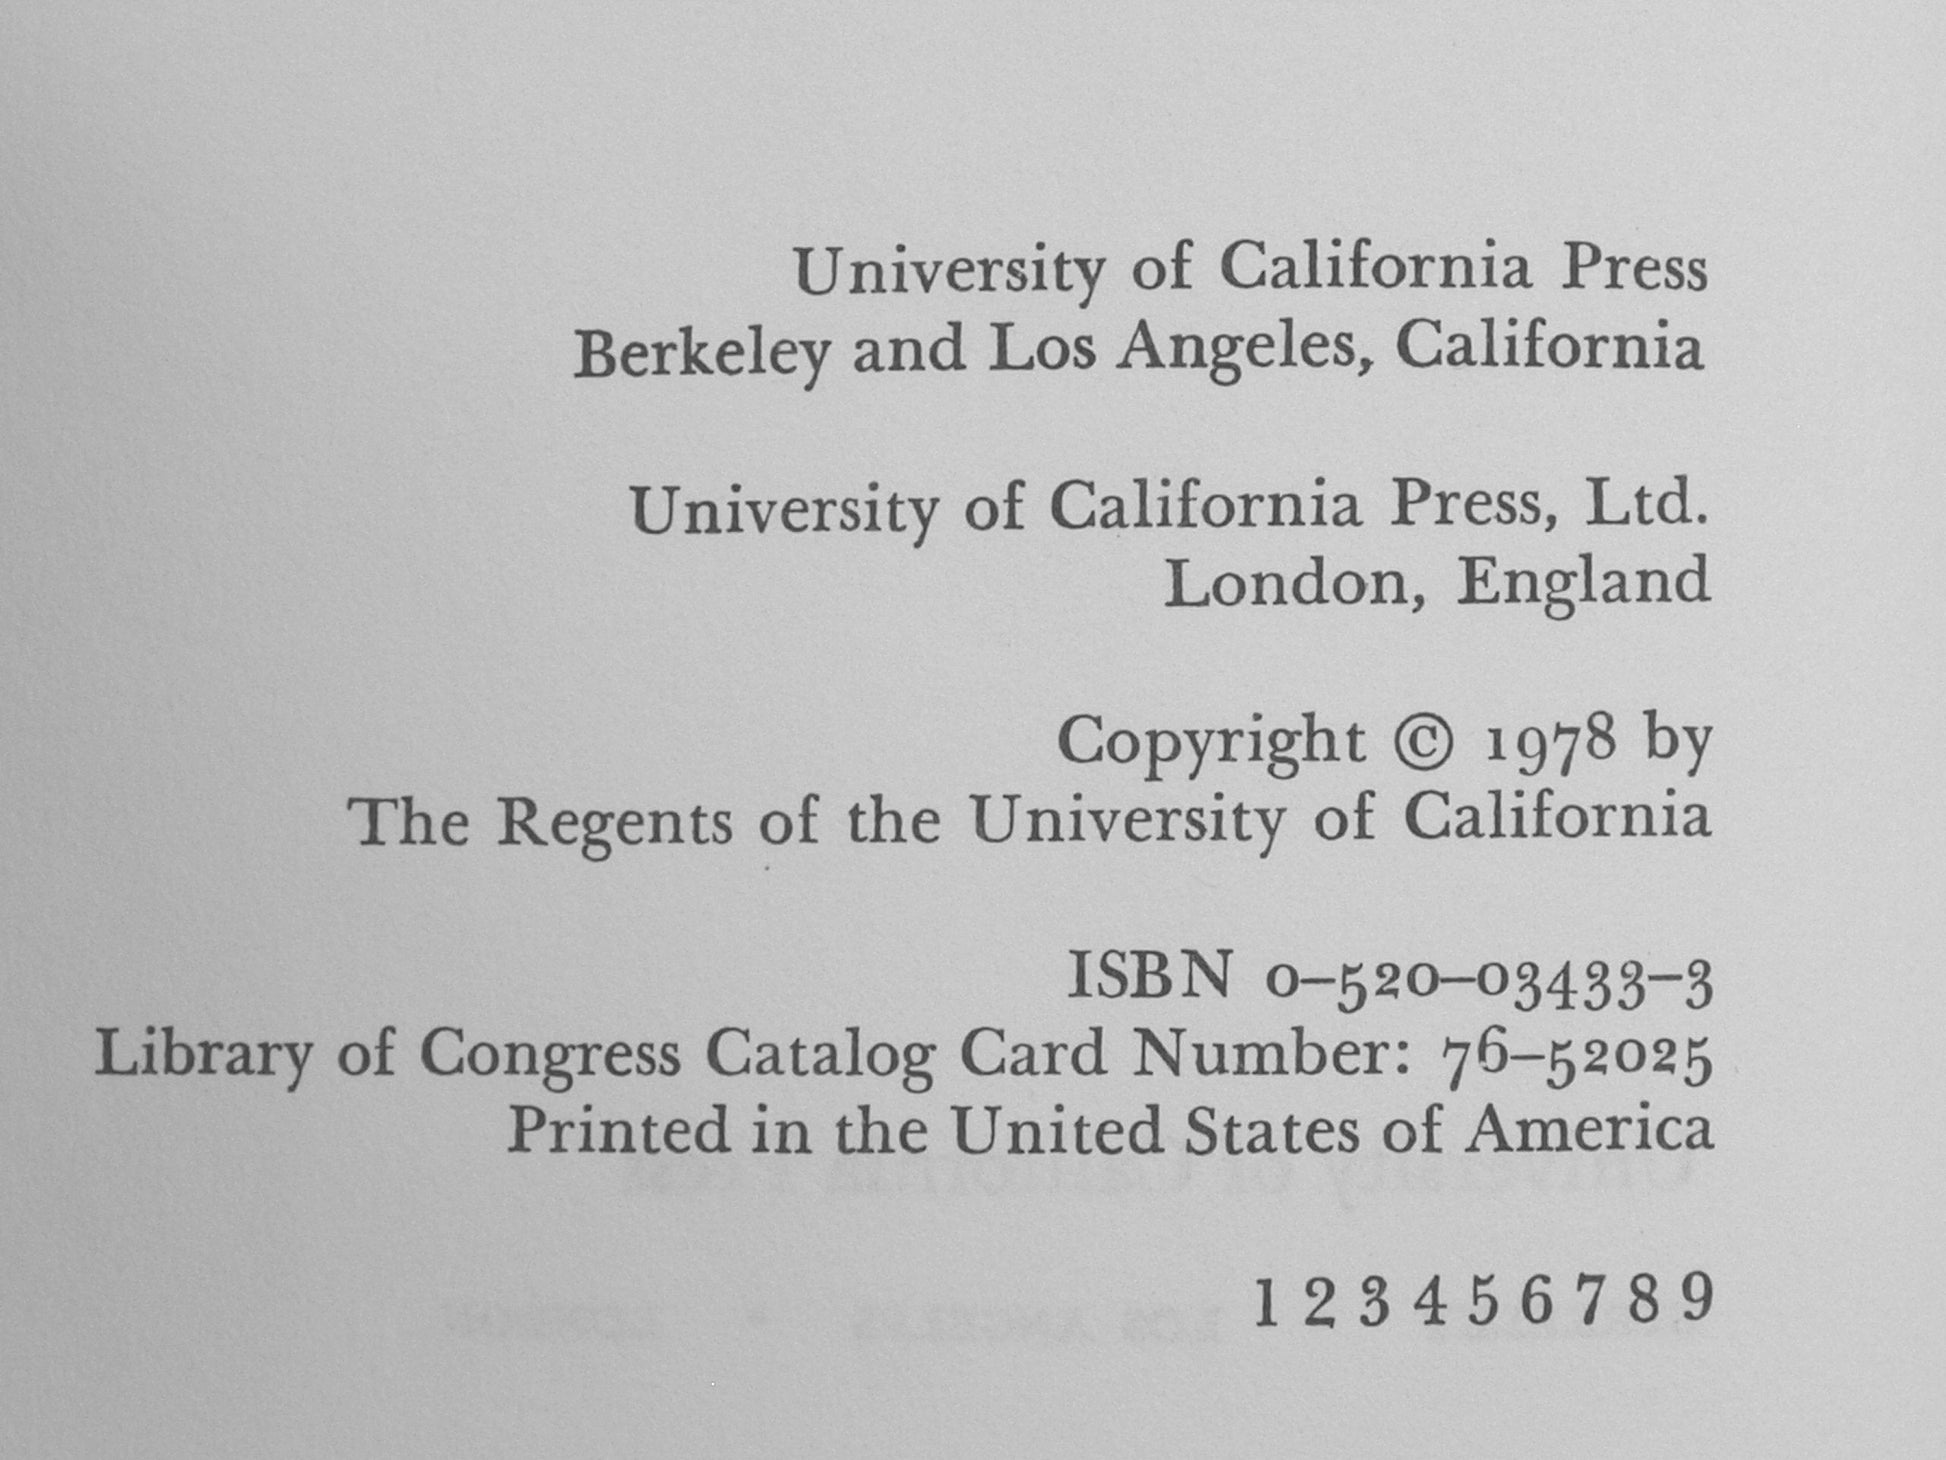 University of California Press
Berkeley and Los Angeles, California
University of California Press, Ltd.
London, England
Copyright © 1978 by
The Regents of the University of California
ISBN 0–520–03433–3
Library of Congress Catalog Card Number: 76–52025
Printed in the United States of America
1 2 3 4 5 6 7 8 9